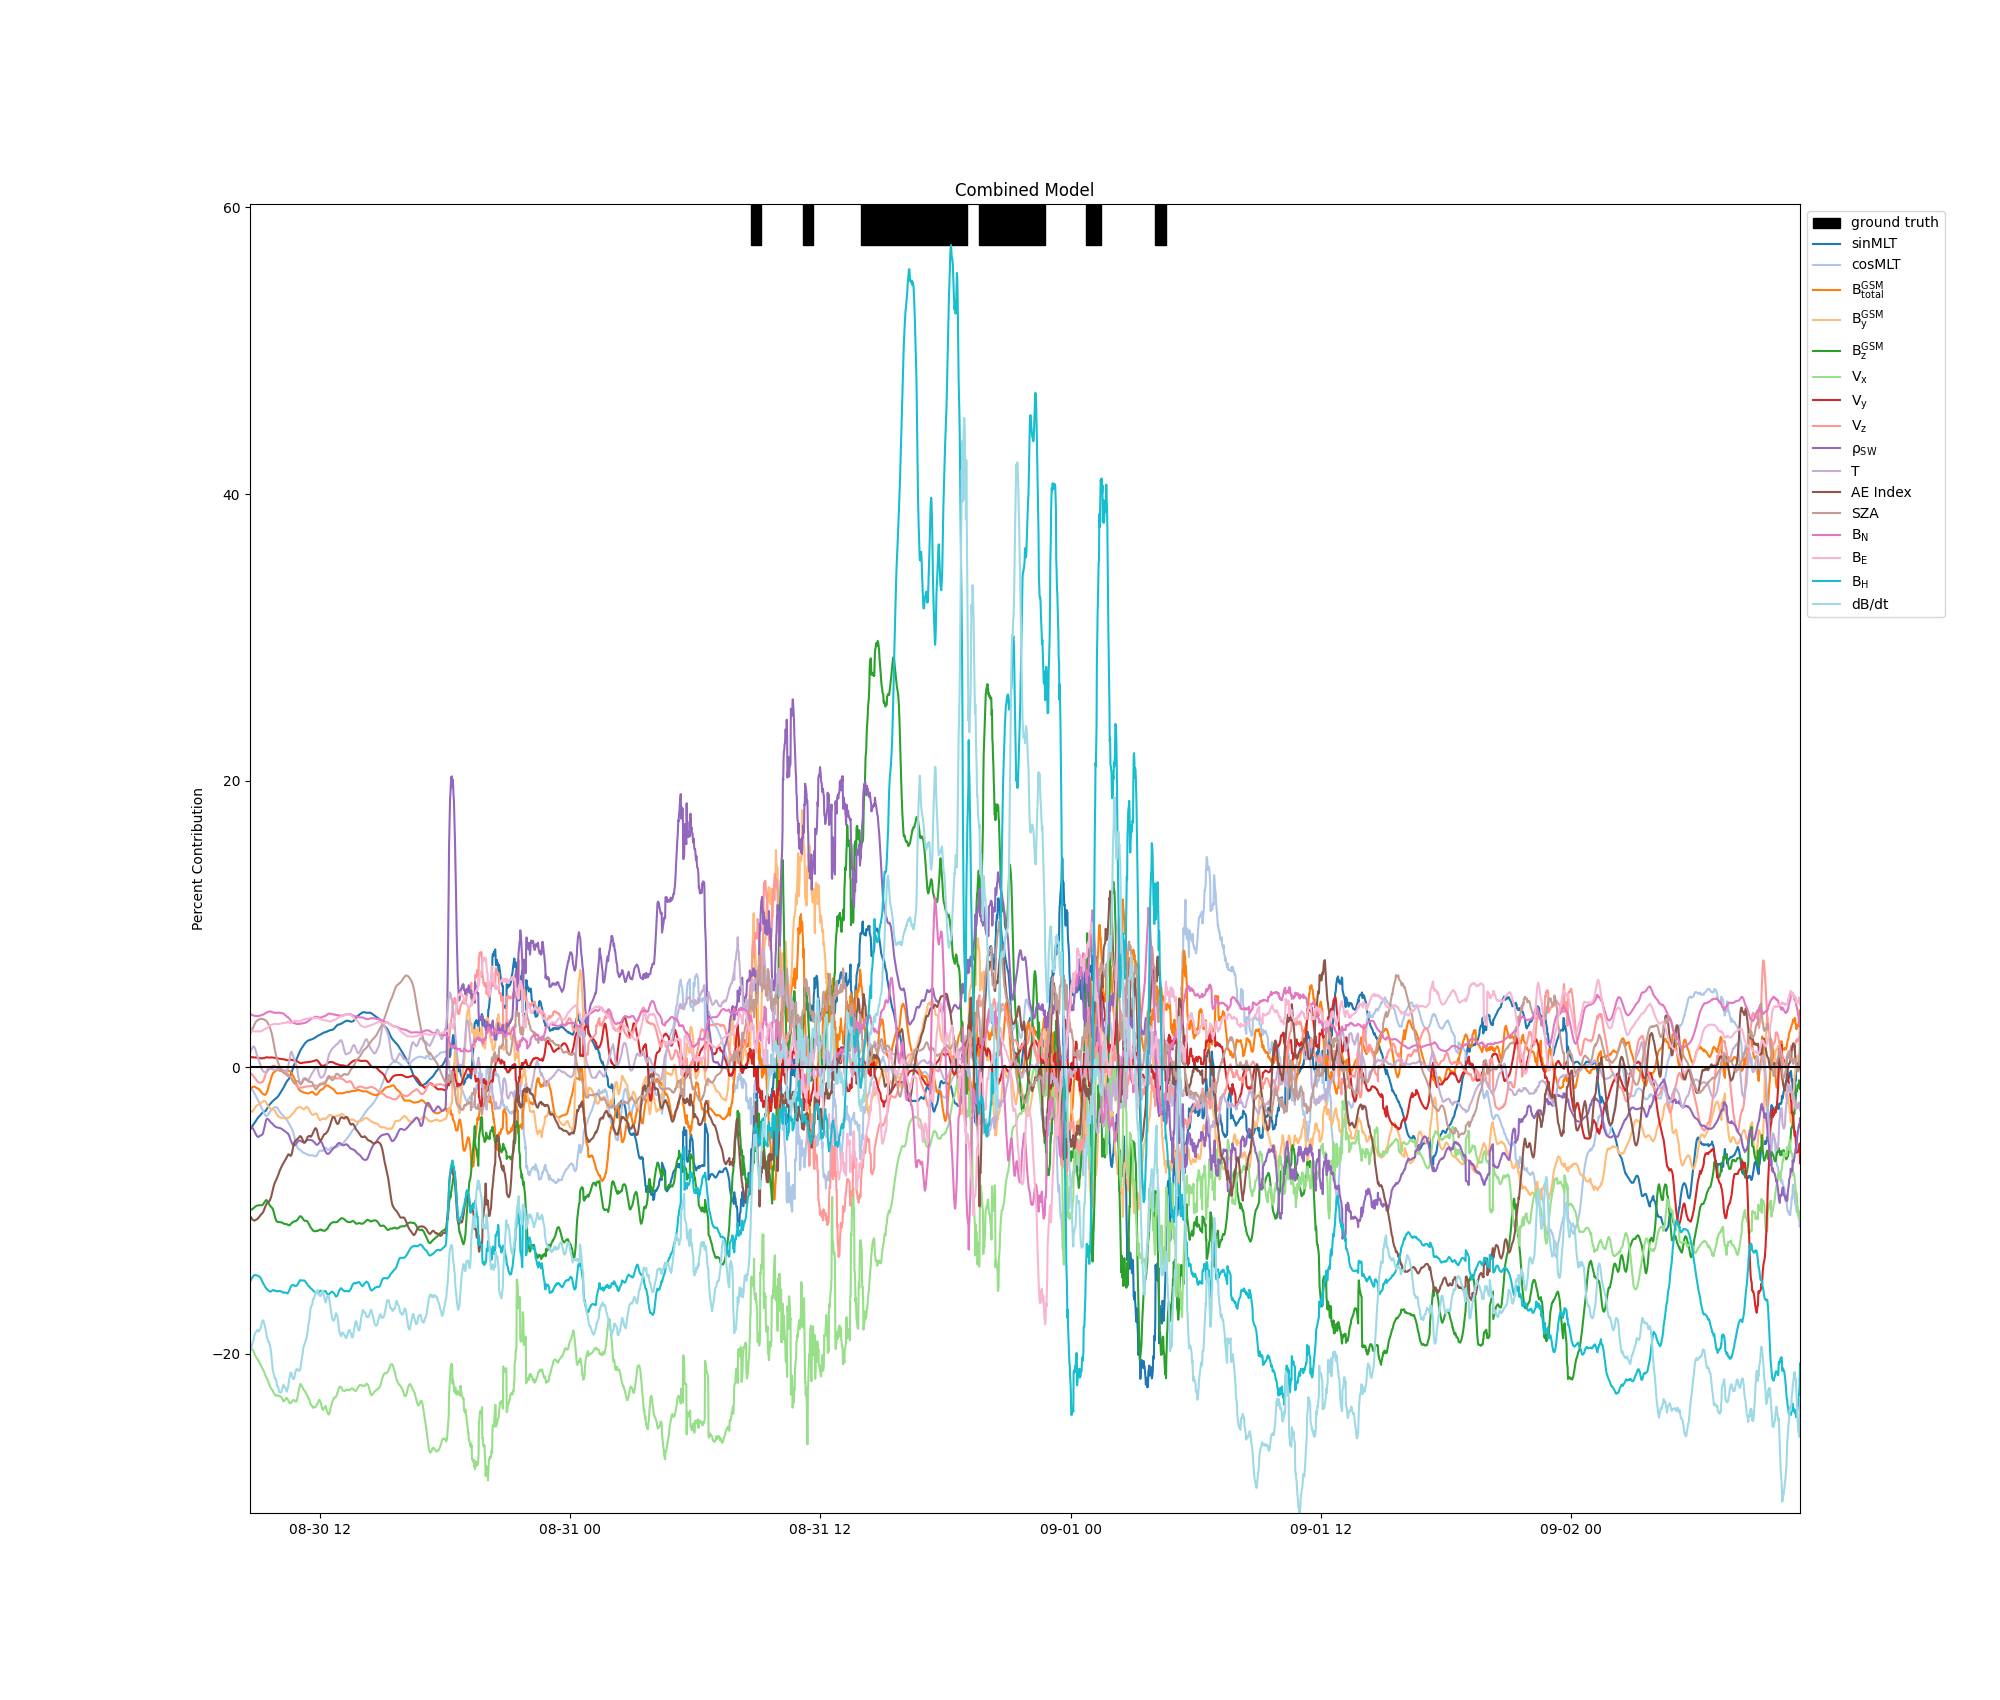 Combined Model
60
40
20
0
−20
Percent Contribution
08-30 12
08-31 00
08-31 12
09-01 00
09-01 12
09-02 00
ground truth
sinMLT
cosMLT
B_total^GSM
B_y^GSM
B_z^GSM
V_x
V_y
V_z
ρ_SW
T
AE Index
SZA
B_N
B_E
B_H
dB/dt